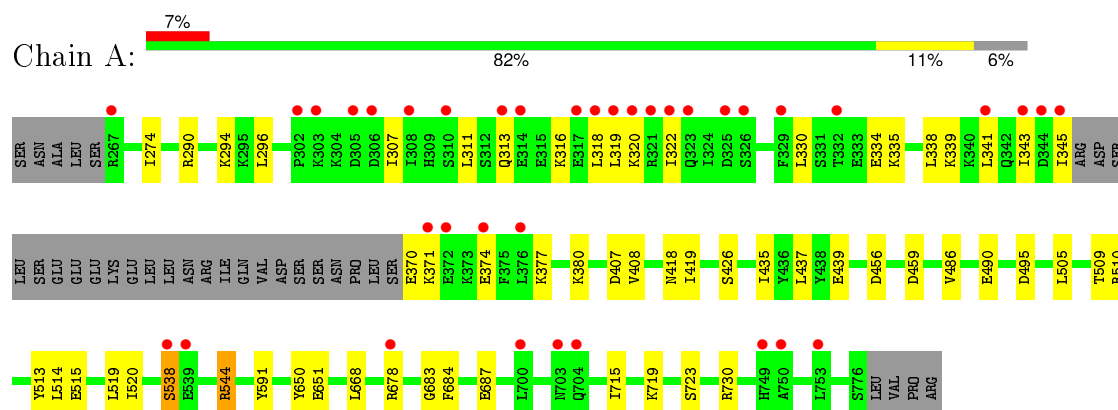 7%
Chain A:
82%
11%
6%
SER ASN ALA LEU SER R267 I274 R290 K294 K295 L296 P302 K303 K304 D305 D306 I307 I308 H309 S310 L311 S312 Q313 E314 E315 K316 E317 L318 L319 K320 R321 I322 Q323 I324 D325 S326 F329 L330 S331 T332 E333 E334 K335 L338 K339 K340 L341 Q342 I343 D344 I345 ARG ASP SER
LEU SER GLU GLU GLU LYS GLU LEU LEU ASN ARG ILE GLN VAL ASP SER SER ASN PRO LEU SER E370 K371 E372 K373 E374 F375 L376 K377 K380 D407 V408 N418 I419 S426 I435 Y436 L437 Y438 E439 D456 D459 V486 E490 D495 L505 T509 R510
Y513 L514 E515 L519 I520 S538 E539 R544 Y591 Y650 E651 L668 R678 G683 F684 E687 L700 N703 Q704 I715 K719 S723 R730 H749 A750 L753 S776 LEU VAL PRO ARG